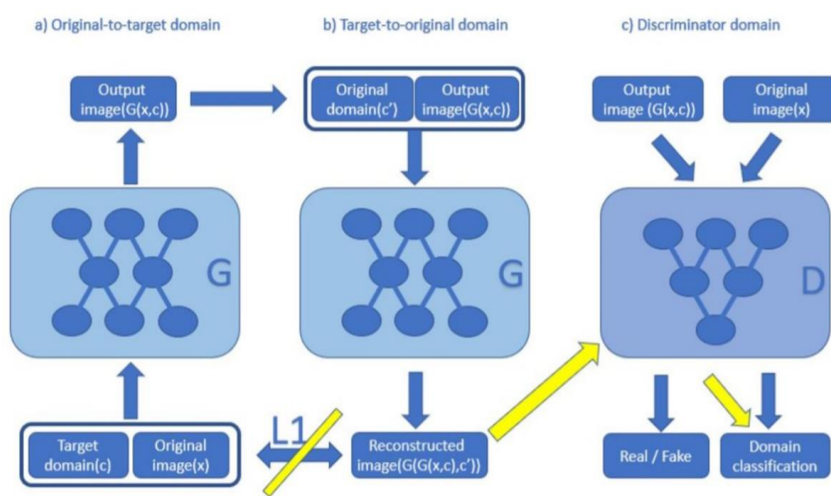 a) Original-to-target domain
b) Target-to-original domain
c) Discriminator domain
Output
image(G(x,c))
Original
domain(c')
Output
image(G(x,c))
Output
image (G(x,c))
Original
image(x)
G
G
D
Target
domain(c)
Original
image(x)
L1
Reconstructed
image(G(G(x,c),c'))
Real / Fake
Domain
classification